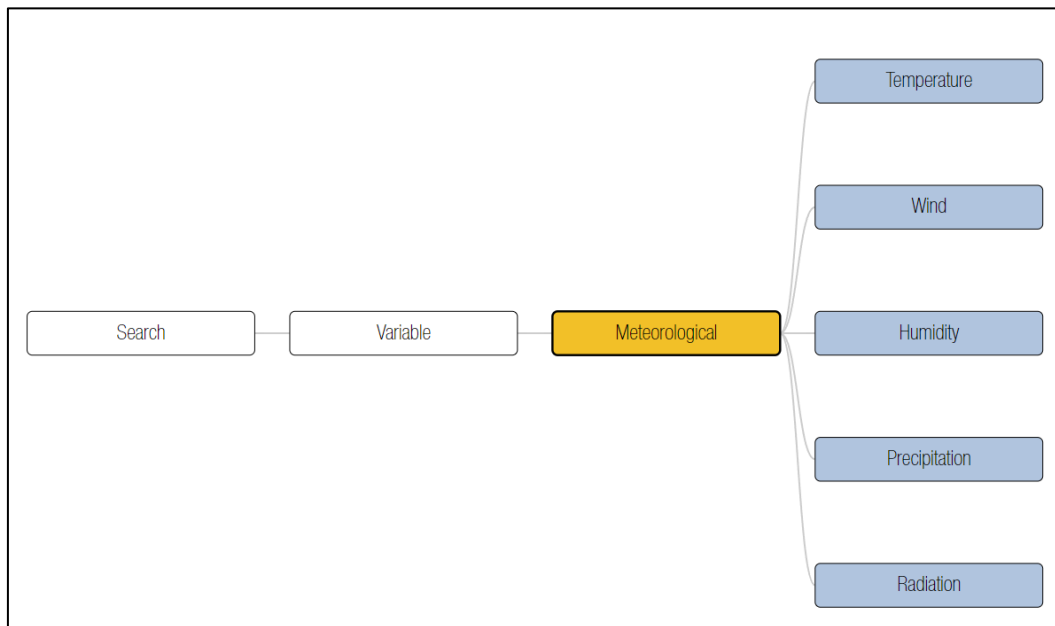 Temperature
Wind
Search
Variable
Meteorological
Humidity
Precipitation
Radiation